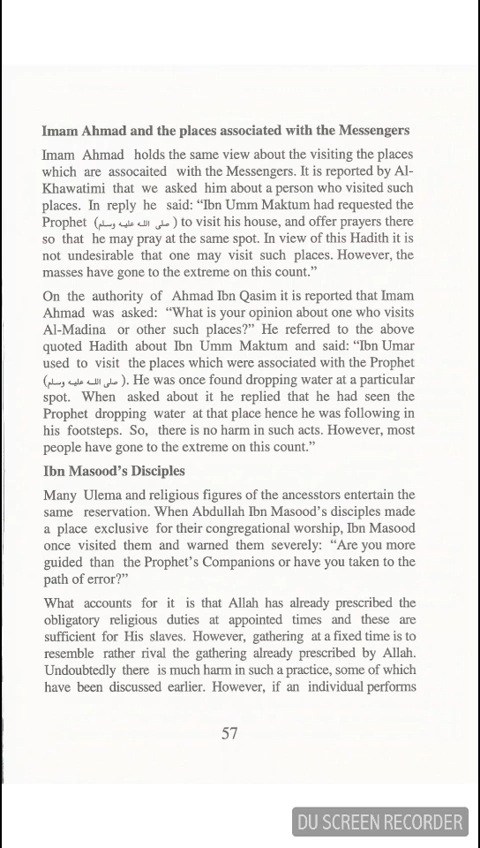 Imam Ahmad and the places associated with the Messengers
Imam Ahmad holds the same view about the visiting the places
which are assocaited with the Messengers. It is reported by Al-
Khawatimi that we asked him about a person who visited such
places. In reply he said: “Ibn Umm Maktum had requested the
Prophet (صلى الله عليه وسلم) to visit his house, and offer prayers there
so that he may pray at the same spot. In view of this Hadith it is
not undesirable that one may visit such places. However, the
masses have gone to the extreme on this count.”
On the authority of Ahmad Ibn Qasim it is reported that Imam
Ahmad was asked: “What is your opinion about one who visits
Al-Madina or other such places?” He referred to the above
quoted Hadith about Ibn Umm Maktum and said: “Ibn Umar
used to visit the places which were associated with the Prophet
(صلى الله عليه وسلم). He was once found dropping water at a particular
spot. When asked about it he replied that he had seen the
Prophet dropping water at that place hence he was following in
his footsteps. So, there is no harm in such acts. However, most
people have gone to the extreme on this count.”
Ibn Masood’s Disciples
Many Ulema and religious figures of the ancesstors entertain the
same reservation. When Abdullah Ibn Masood’s disciples made
a place exclusive for their congregational worship, Ibn Masood
once visited them and warned them severely: “Are you more
guided than the Prophet’s Companions or have you taken to the
path of error?”
What accounts for it is that Allah has already prescribed the
obligatory religious duties at appointed times and these are
sufficient for His slaves. However, gathering at a fixed time is to
resemble rather rival the gathering already prescribed by Allah.
Undoubtedly there is much harm in such a practice, some of which
have been discussed earlier. However, if an individual performs
57
DU SCREEN RECORDER